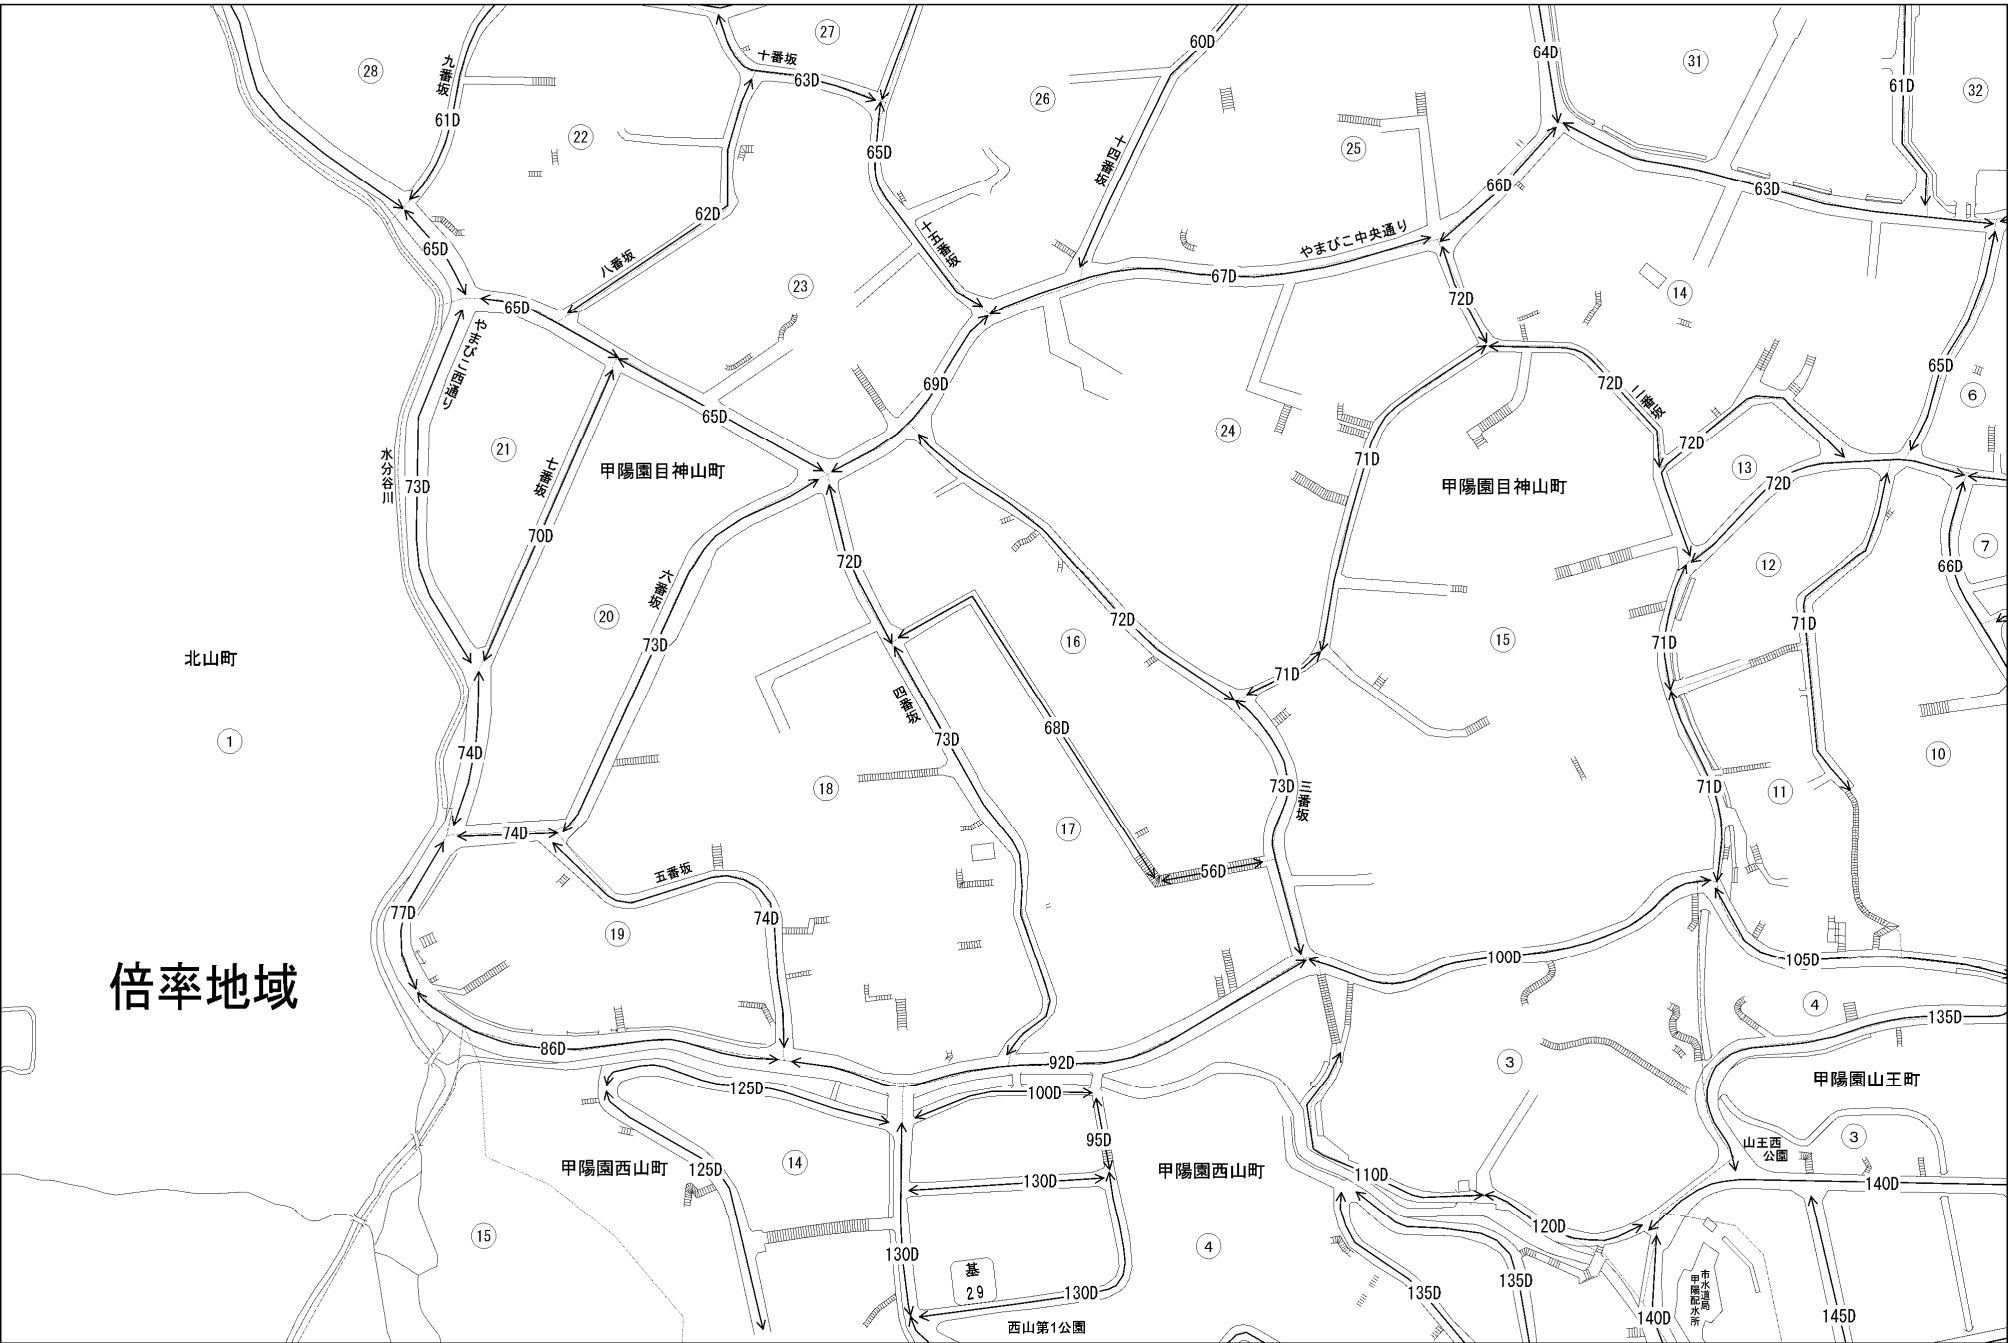 27
60D
64D
31
十番坂
28
九番坂
63D
61D
32
26
61D
22
65D
25
十四番坂
66D
63D
62D
十五番坂
やまびこ中央通り
65D
八番坂
67D
23
72D
14
65D
やまびこ西通り
65D
69D
72D
二番坂
6
65D
24
72D
21
水分谷川
七番坂
甲陽園目神山町
73D
71D
甲陽園目神山町
13
72D
70D
72D
7
66D
12
六番坂
20
73D
72D
16
15
71D
71D
北山町
71D
四番坂
1
73D
68D
74D
10
18
73D
三番坂
71D
11
74D
17
五番坂
56D
77D
74D
19
100D
105D
倍率地域
4
135D
86D
92D
3
125D
100D
甲陽園山王町
95D
山王西
公園
3
甲陽園西山町
125D
14
甲陽園西山町
110D
130D
140D
15
130D
4
120D
基
29
130D
135D
135D
市水道局
甲陽配水所
140D
145D
西山第1公園